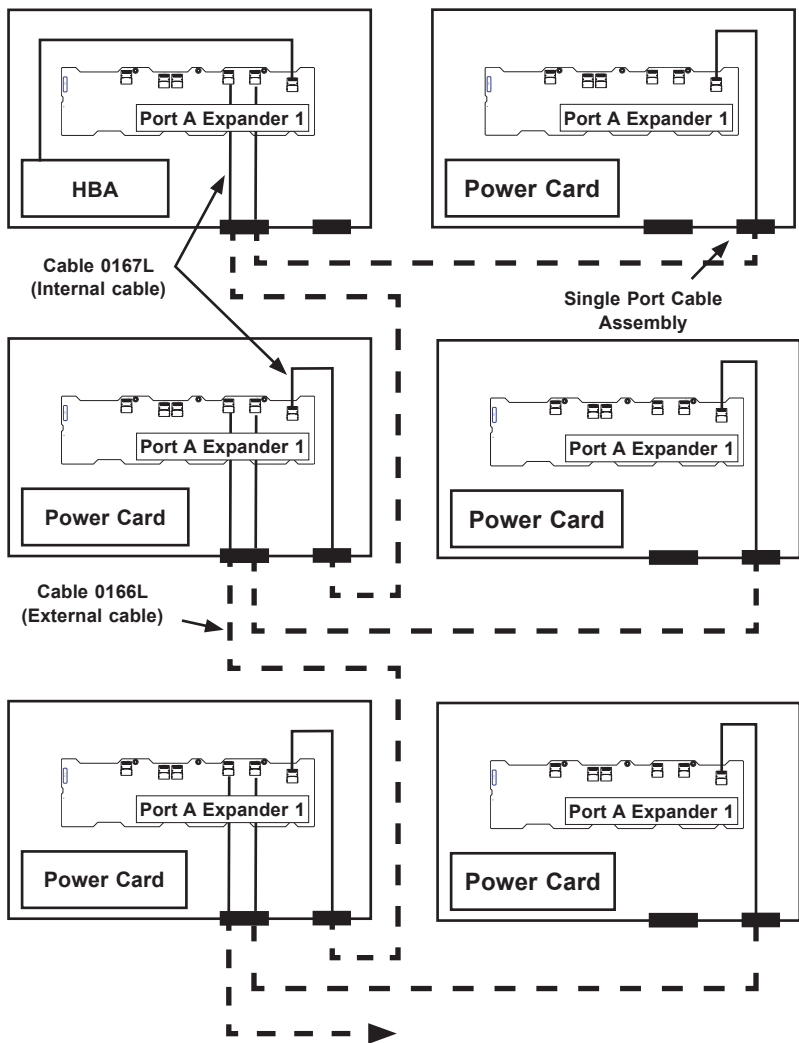 Port A Expander 1
HBA
Port A Expander 1
Power Card
Cable 0167L
(Internal cable)
Single Port Cable
Assembly
Port A Expander 1
Power Card
Port A Expander 1
Power Card
Cable 0166L
(External cable)
Port A Expander 1
Power Card
Port A Expander 1
Power Card